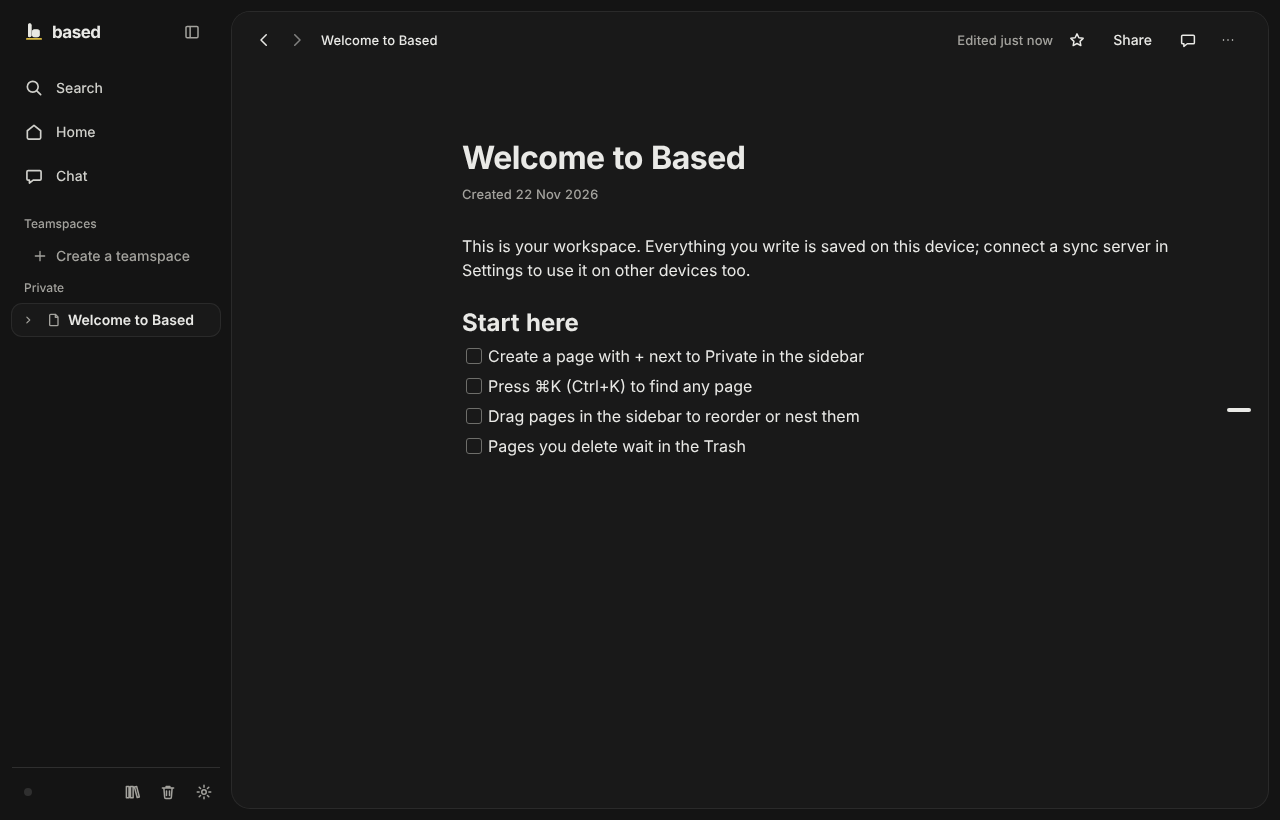 based
Search
Home
Chat
Teamspaces
Create a teamspace
Private
Welcome to Based
Welcome to Based
Edited just now
Share
Welcome to Based
Created 22 Nov 2026
This is your workspace. Everything you write is saved on this device; connect a sync server in
Settings to use it on other devices too.
Start here
Create a page with + next to Private in the sidebar
Press ⌘K (Ctrl+K) to find any page
Drag pages in the sidebar to reorder or nest them
Pages you delete wait in the Trash